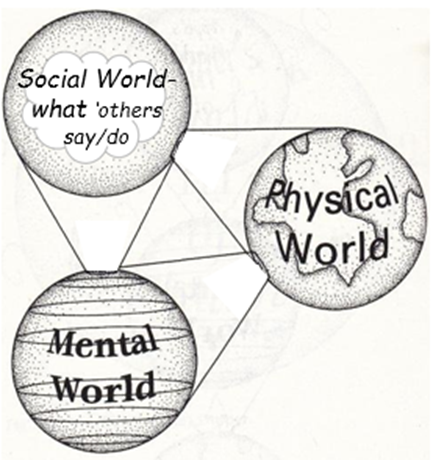 Social World-
what 'others
say/do
Physical
World
Mental
World